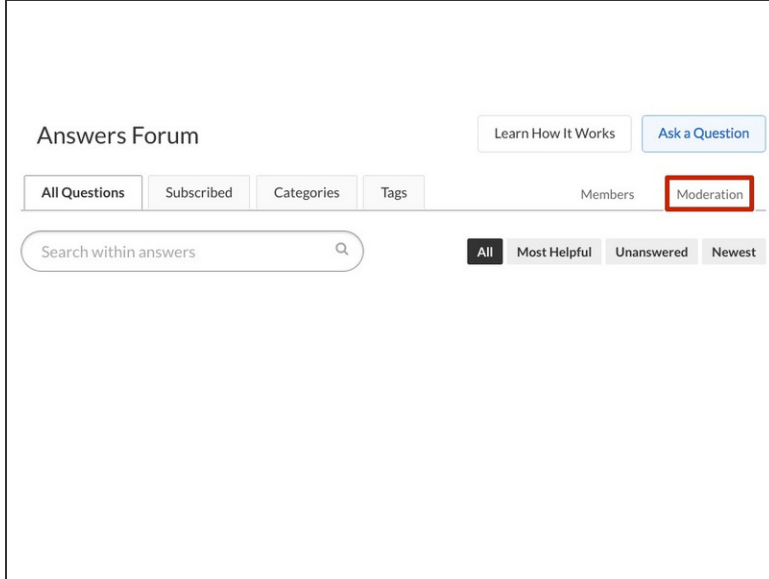 Answers Forum
Learn How It Works
Ask a Question
All Questions
Subscribed
Categories
Tags
Members
Moderation
Search within answers
All
Most Helpful
Unanswered
Newest